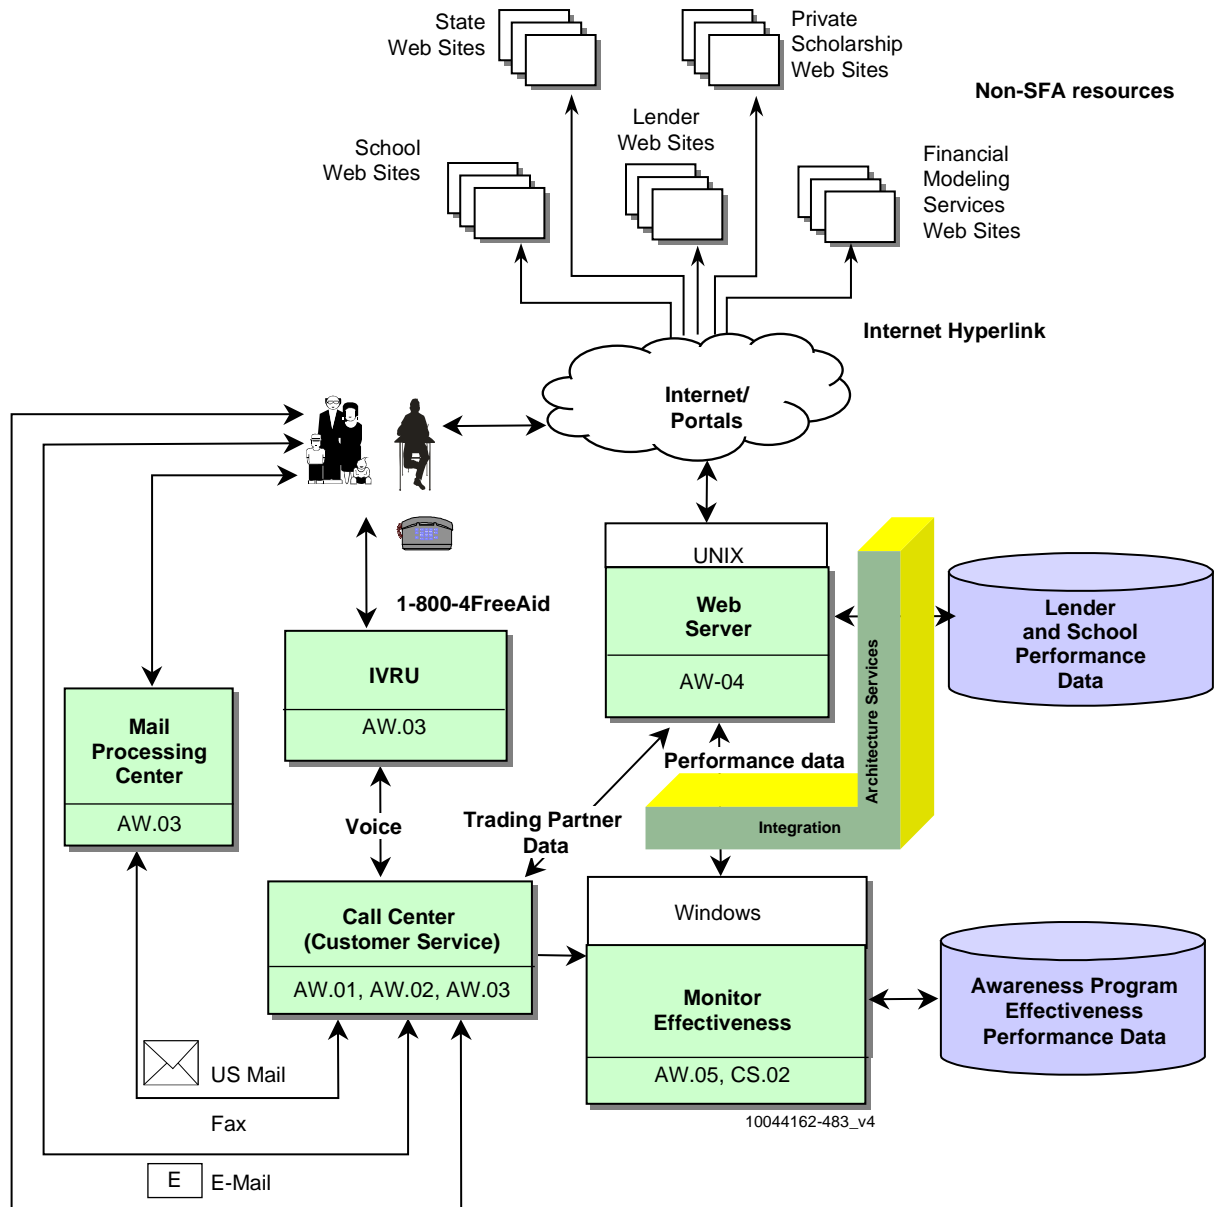 State
Web Sites
Private
Scholarship
Web Sites
Non-SFA resources
School
Web Sites
Lender
Web Sites
Financial
Modeling
Services
Web Sites
Internet Hyperlink
Internet/
Portals
UNIX
Web
Server
AW-04
Architecture Services
Lender
and School
Performance
Data
1-800-4FreeAid
IVRU
AW.03
Mail
Processing
Center
AW.03
Performance data
Integration
Voice
Trading Partner
Data
Call Center
(Customer Service)
AW.01, AW.02, AW.03
Windows
Monitor
Effectiveness
AW.05, CS.02
Awareness Program
Effectiveness
Performance Data
US Mail
Fax
E
E-Mail
10044162-483_v4